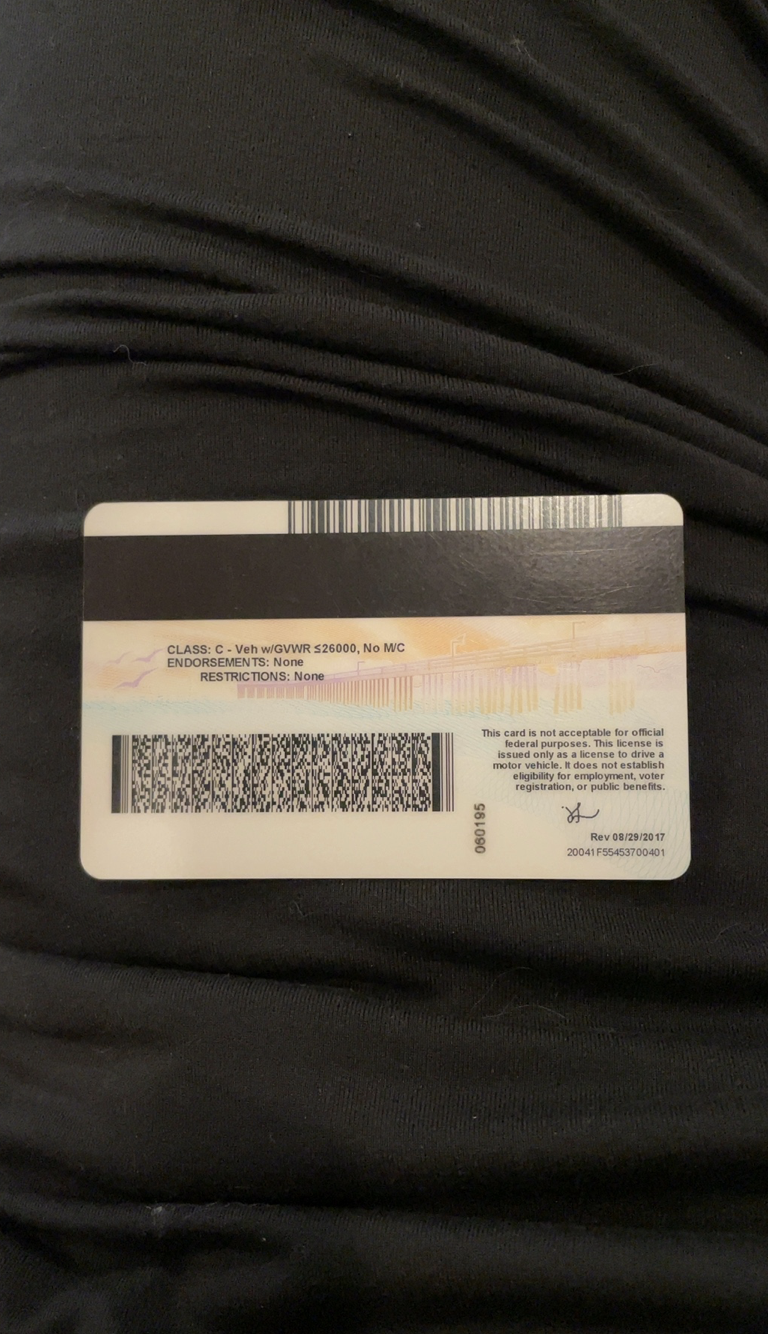 CLASS: C - Veh w/GVWR ≤26000, No M/C
ENDORSEMENTS: None
RESTRICTIONS: None
This card is not acceptable for official
federal purposes. This license is
issued only as a license to drive a
motor vehicle. It does not establish
eligibility for employment, voter
registration, or public benefits.
060195
Rev 08/29/2017
20041F55453700401